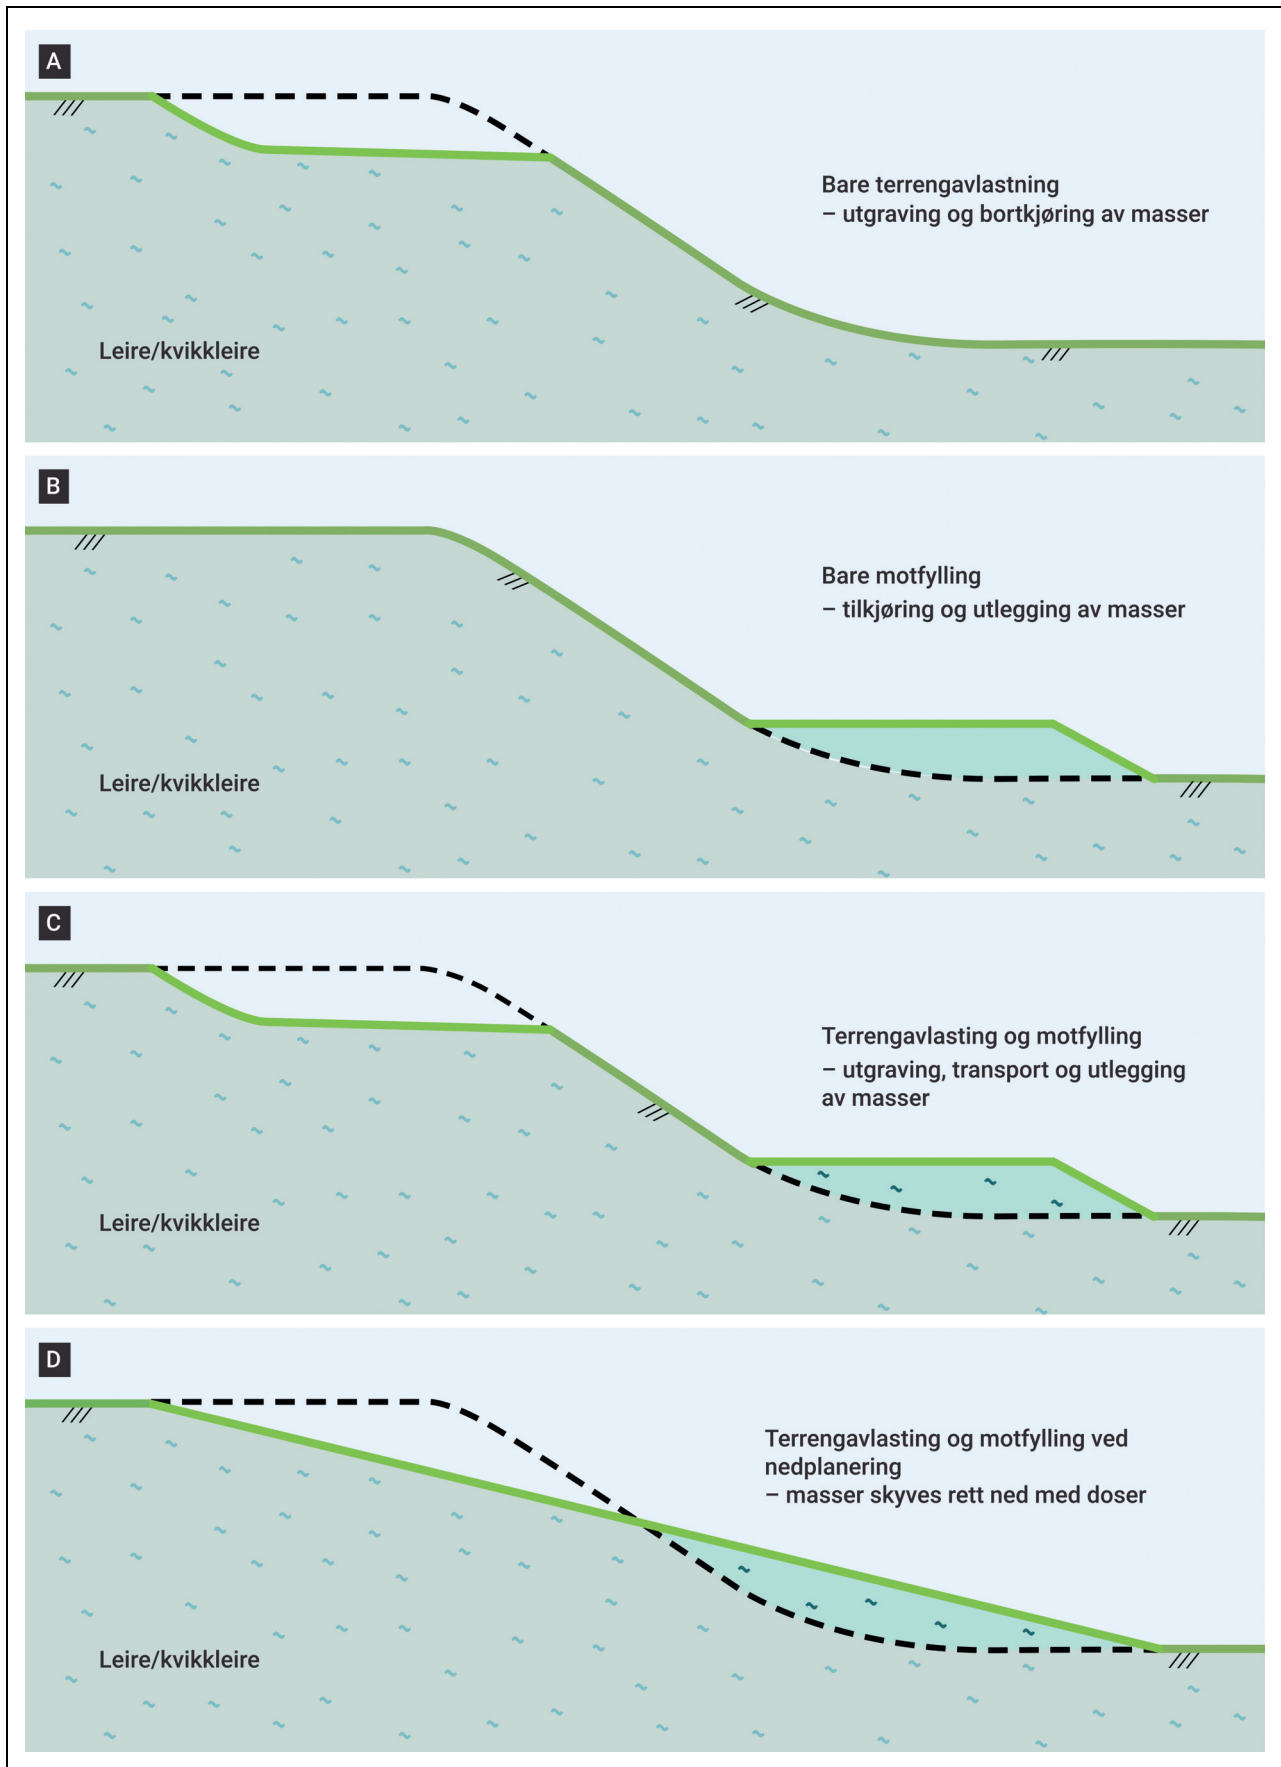 A
Bare terrengavlastning
– utgraving og bortkjøring av masser
Leire/kvikkleire
B
Bare motfylling
– tilkjøring og utlegging av masser
Leire/kvikkleire
C
Terrengavlasting og motfylling
– utgraving, transport og utlegging
av masser
Leire/kvikkleire
D
Terrengavlasting og motfylling ved
nedplanering
– masser skyves rett ned med doser
Leire/kvikkleire